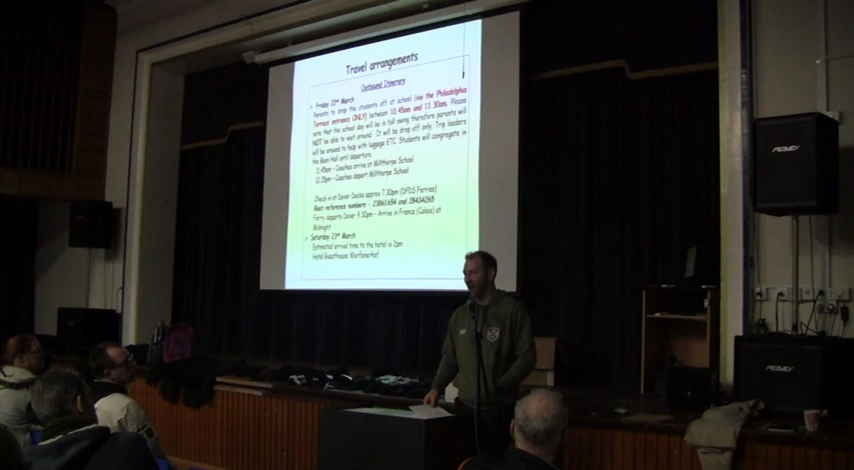 Travel arrangements
Outbound Itinerary
Friday 22nd March
Parents to drop the students off at school (via the Philadelphia
Terrace entrance ONLY) between 10.45am and 11.30am. Please
note that the school day will be in full swing therefore parents will
NOT be able to wait around. It will be drop off only. Trip leaders
will be around to help with luggage ETC. Students will congregate in
the Main Hall until departure.
11.45am – Coaches arrive at Millthorpe School
12.15pm – Coaches depart Millthorpe School
Check in at Dover Docks approx 7.30pm (DFDS Ferries)
Boat reference numbers - 23861654 and 28434265
Ferry departs Dover 9.30pm – Arrive in France (Calais) at
Midnight
Saturday 23rd March
Estimated arrival time to the hotel is 2pm
Hotel Guesthouse
PEAVEY
PEAVEY